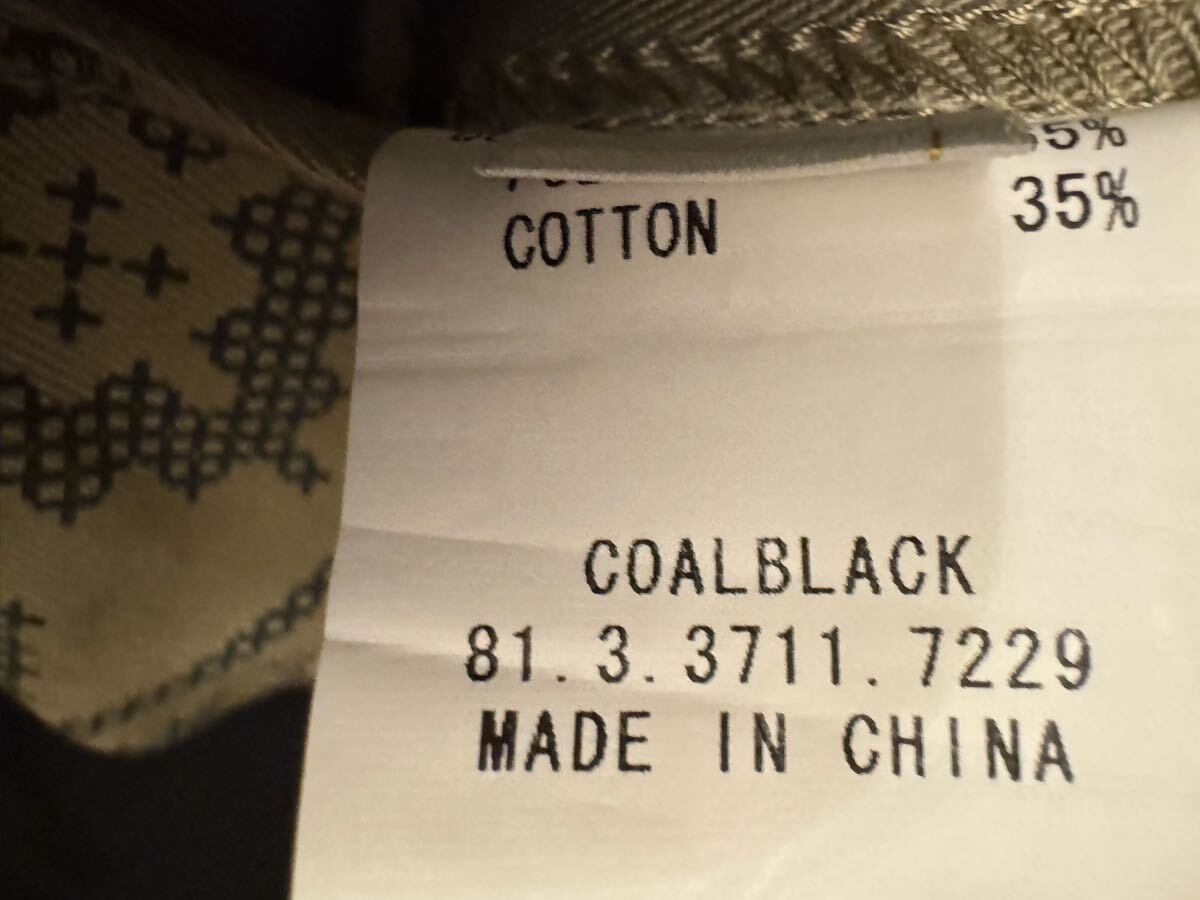 COTTON 35%
COALBLACK
81.3.3711.7229
MADE IN CHINA